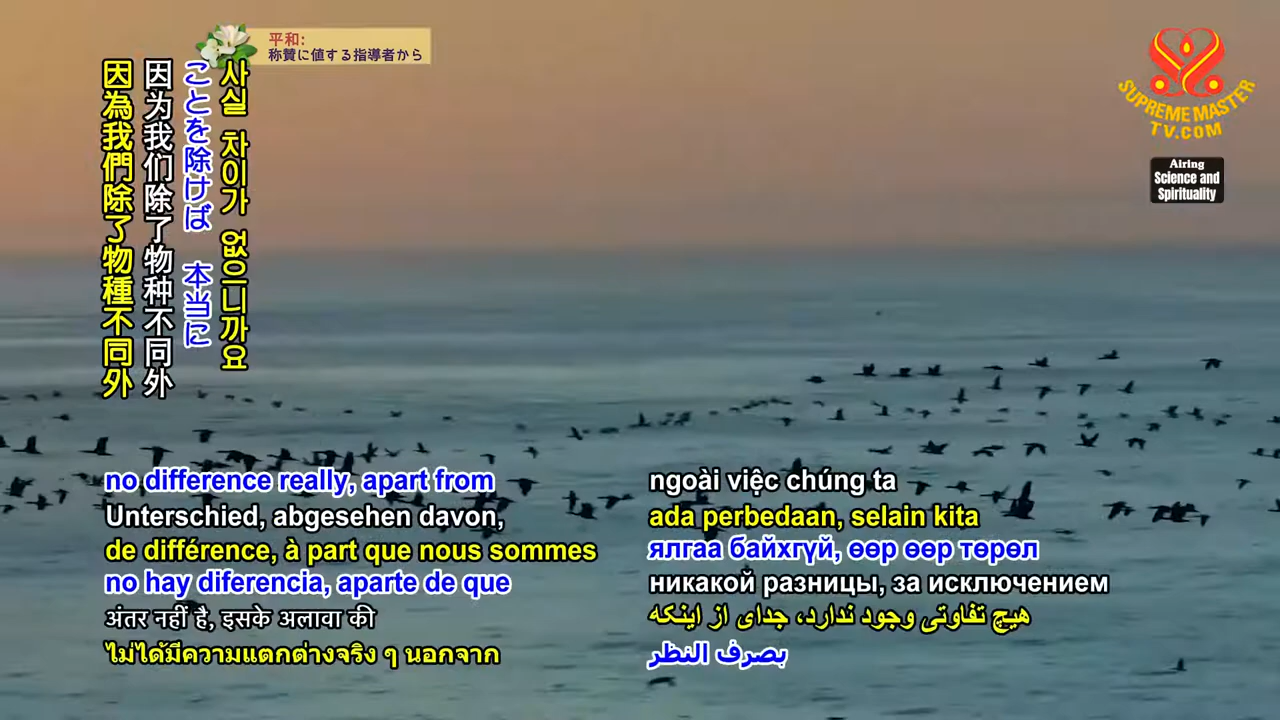 平和:
称賛に値する指導者から
SUPREME MASTER
TV.COM
Airing
Science and
Spirituality
사실 차이가 없으니까요
ことを除けば 本当に
因为我们除了物种不同外
因為我們除了物種不同外
no difference really, apart from
Unterschied, abgesehen davon,
de différence, à part que nous sommes
no hay diferencia, aparte de que
अंतर नहीं है, इसके अलावा की
ไม่ได้มีความแตกต่างจริง ๆ นอกจาก
ngoài việc chúng ta
ada perbedaan, selain kita
ялгаа байхгүй, өөр өөр төрөл
никакой разницы, за исключением
هیچ تفاوتی وجود ندارد، جدای از اینکه
بصرف النظر